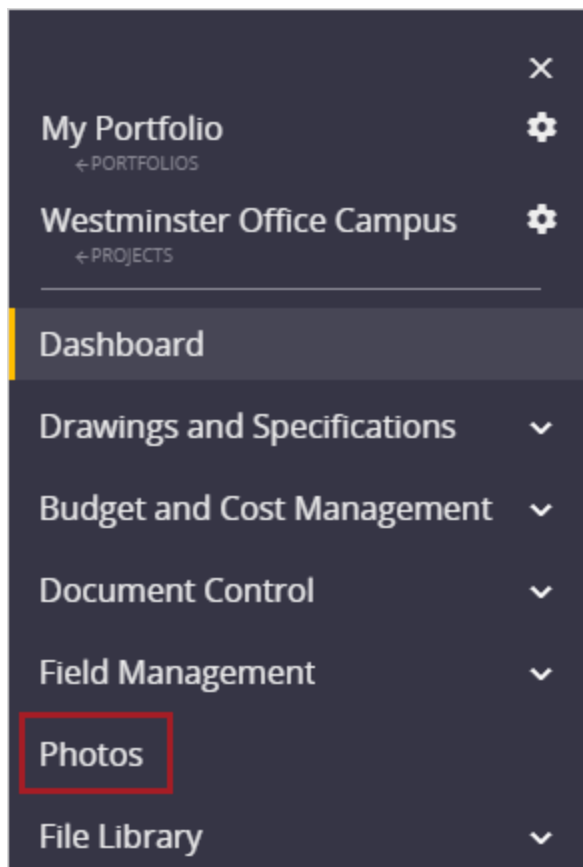 My Portfolio
←PORTFOLIOS
Westminster Office Campus
←PROJECTS
Dashboard
Drawings and Specifications
Budget and Cost Management
Document Control
Field Management
Photos
File Library